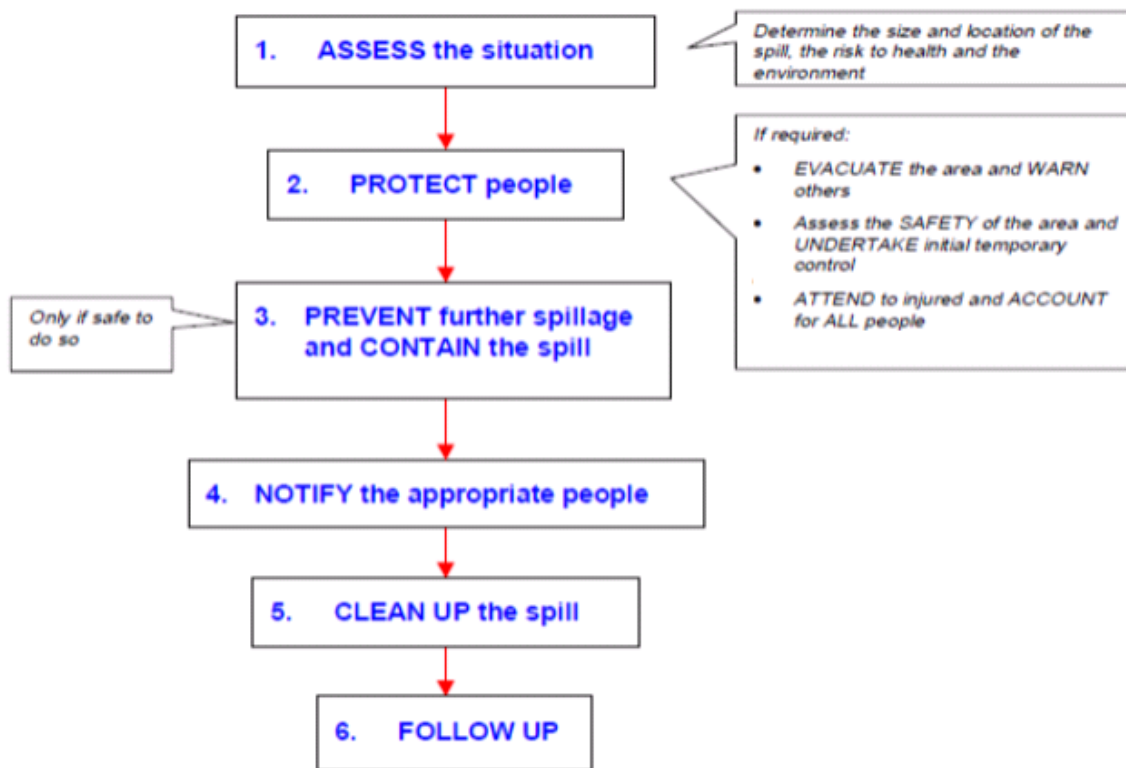 1. ASSESS the situation
Determine the size and location of the
spill, the risk to health and the
environment
2. PROTECT people
If required:
• EVACUATE the area and WARN
others
• Assess the SAFETY of the area and
UNDERTAKE initial temporary
control
• ATTEND to injured and ACCOUNT
for ALL people
Only if safe to
do so
3. PREVENT further spillage
and CONTAIN the spill
4. NOTIFY the appropriate people
5. CLEAN UP the spill
6. FOLLOW UP